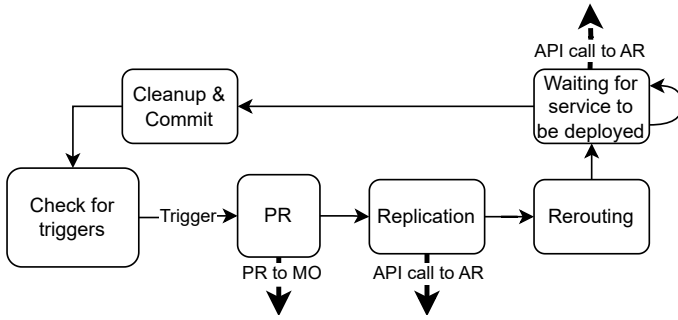 API call to AR
Cleanup &
Commit
Waiting for
service to
be deployed
Check for
triggers
Trigger
PR
Replication
Rerouting
PR to MO
API call to AR